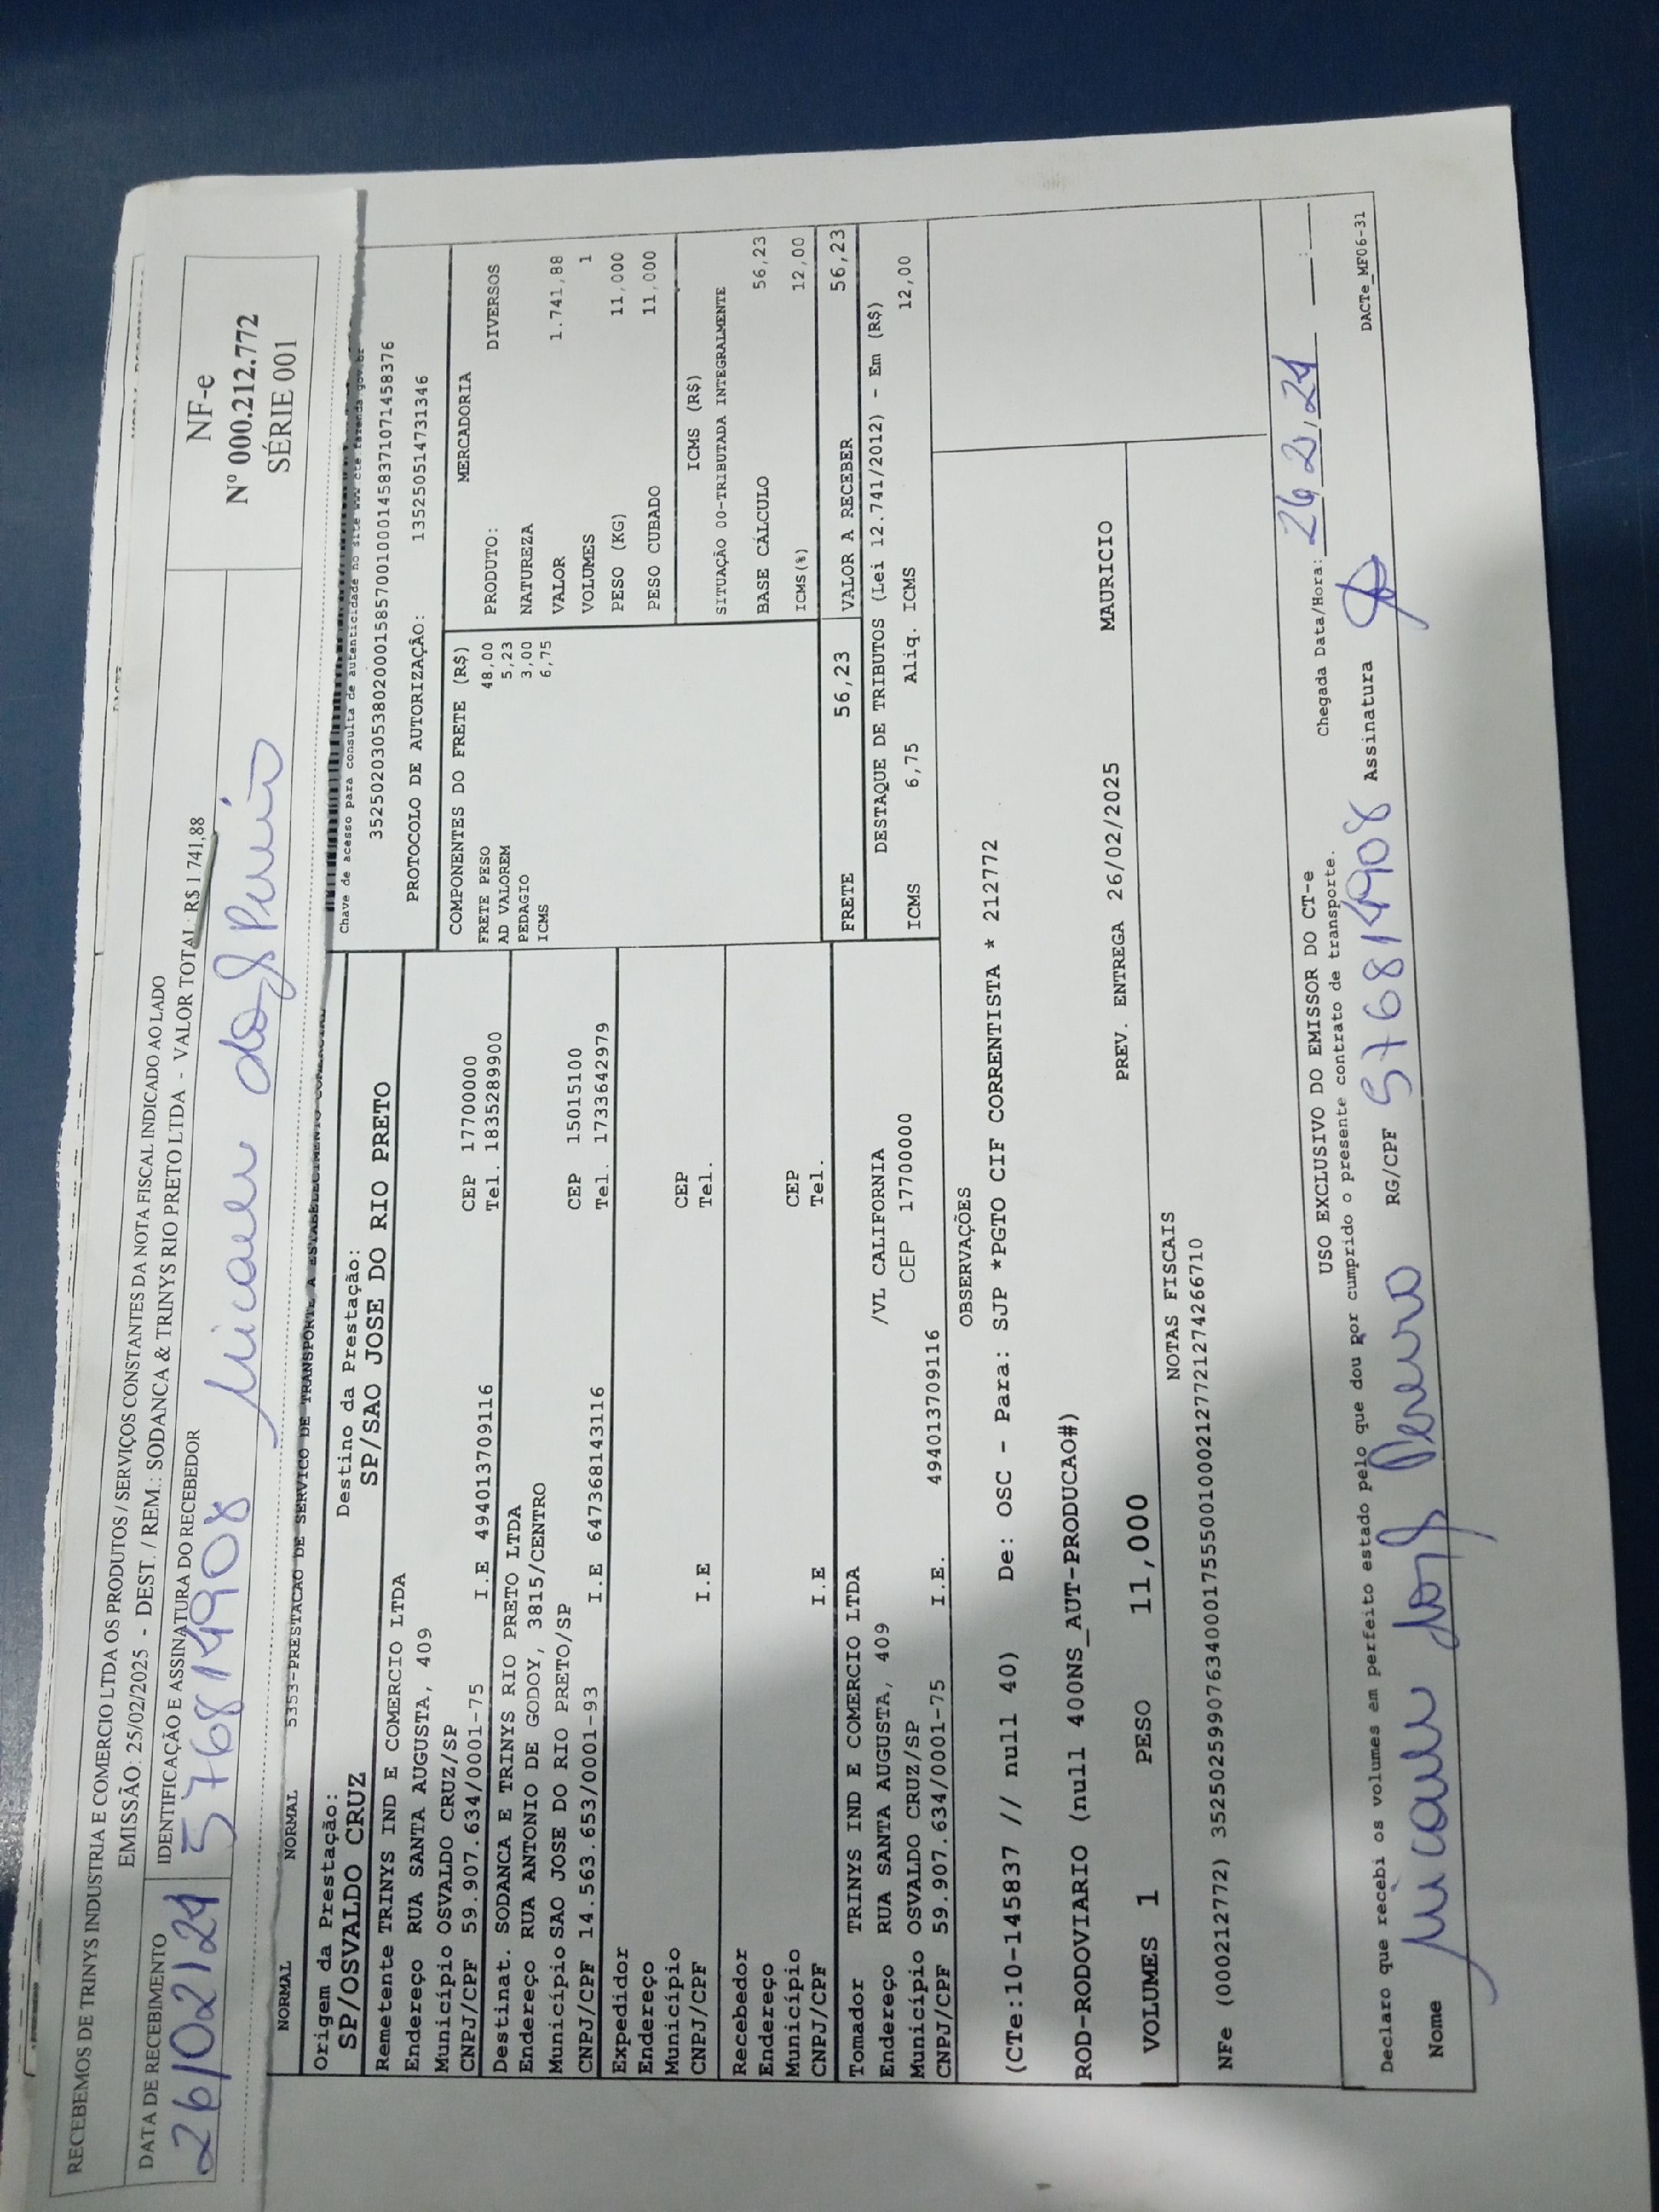 RECEBEMOS DE TRINYS INDUSTRIA E COMERCIO LTDA OS PRODUTOS / SERVIÇOS CONSTANTES DA NOTA FISCAL INDICADO AO LADO
EMISSÃO: 25/02/2025 - DEST. / REM.: SODANCA & TRINYS RIO PRETO LTDA - VALOR TOTAL: R$ 1 741,88
NF-e
Nº 000.212.772
SÉRIE 001
DATA DE RECEBIMENTO
IDENTIFICAÇÃO E ASSINATURA DO RECEBEDOR
26/02/24
576814908
NORMAL NORMAL 5353-PRESTACAO DE SERVICO DE TRANSPORTE A ESTABELECIMENTO
Chave de acesso para consulta de autenticidade no site www.cte.fazenda.gov.br
35250203053802000158570010001458371071458376
PROTOCOLO DE AUTORIZAÇÃO: 135250514731346
Origem da Prestação:
SP/OSVALDO CRUZ
Destino da Prestação:
SP/SAO JOSE DO RIO PRETO
Remetente TRINYS IND E COMERCIO LTDA
Endereço RUA SANTA AUGUSTA, 409
Município OSVALDO CRUZ/SP CEP 17700000
CNPJ/CPF 59.907.634/0001-75 I.E 494013709116 Tel. 1835289900
Destinat. SODANCA E TRINYS RIO PRETO LTDA
Endereço RUA ANTONIO DE GODOY, 3815/CENTRO
Município SAO JOSE DO RIO PRETO/SP CEP 15015100
CNPJ/CPF 14.563.653/0001-93 I.E 647368143116 Tel. 1733642979
Expedidor
Endereço
Município CEP
CNPJ/CPF I.E Tel.
Recebedor
Endereço
Município CEP
CNPJ/CPF I.E Tel.
Tomador TRINYS IND E COMERCIO LTDA
Endereço RUA SANTA AUGUSTA, 409 /VL CALIFORNIA
Município OSVALDO CRUZ/SP CEP 17700000
CNPJ/CPF 59.907.634/0001-75 I.E. 494013709116
COMPONENTES DO FRETE (R$)
FRETE PESO 48,00
AD VALOREM 5,23
PEDAGIO 3,00
ICMS 6,75
MERCADORIA
PRODUTO: DIVERSOS
NATUREZA
VALOR 1.741,88
VOLUMES 1
PESO (KG) 11,000
PESO CUBADO 11,000
ICMS (R$)
SITUAÇÃO 00-TRIBUTADA INTEGRALMENTE
BASE CÁLCULO 56,23
ICMS(%) 12,00
FRETE 56,23 VALOR A RECEBER 56,23
DESTAQUE DE TRIBUTOS (Lei 12.741/2012) - Em (R$)
ICMS 6,75 Aliq. ICMS 12,00
OBSERVAÇÕES
(CTe:10-145837 // null 40) De: OSC - Para: SJP *PGTO CIF CORRENTISTA * 212772
ROD-RODOVIARIO (null 400NS_AUT-PRODUCAO#)
PREV. ENTREGA 26/02/2025 MAURICIO
VOLUMES 1 PESO 11,000
NOTAS FISCAIS
NFe (000212772) 35250259907634000175550010002127721274266710
USO EXCLUSIVO DO EMISSOR DO CT-e
Chegada Data/Hora: 26, 2, 24 __:__
Declaro que recebi os volumes em perfeito estado pelo que dou por cumprido o presente contrato de transporte.
Nome Pereira RG/CPF 576814908 Assinatura
DACTe_MF06-31